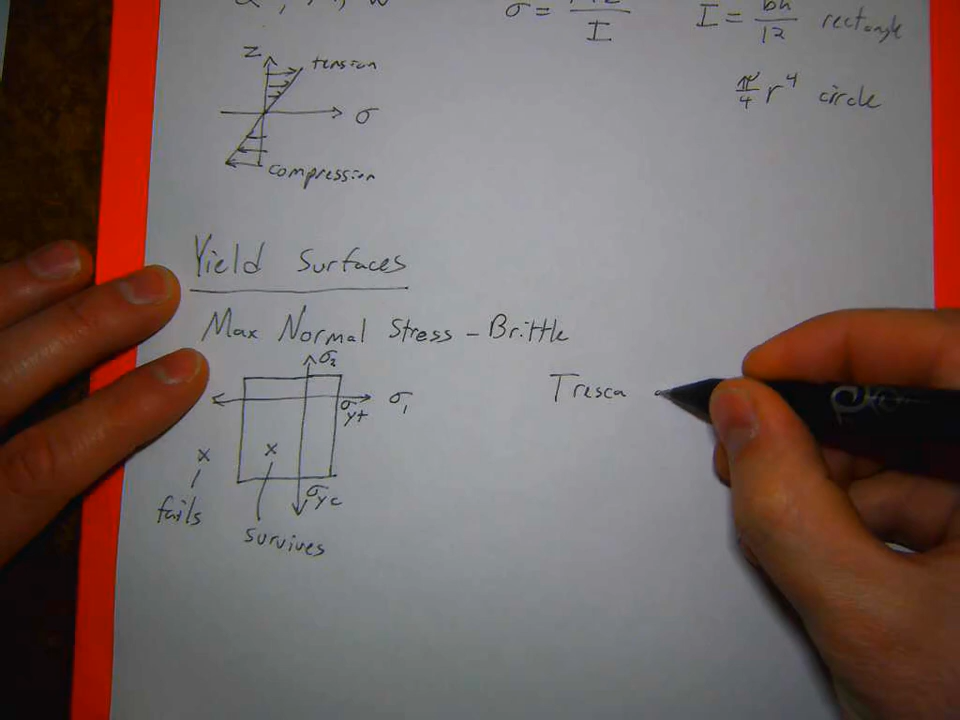 σ = I
I = bh 12 rectangle
π/4 r⁴ circle
z tension
σ
compression
Yield Surfaces
Max Normal Stress - Brittle
σ₂
σ₁
σyt
Tresca
x x
σyc
fails
survives